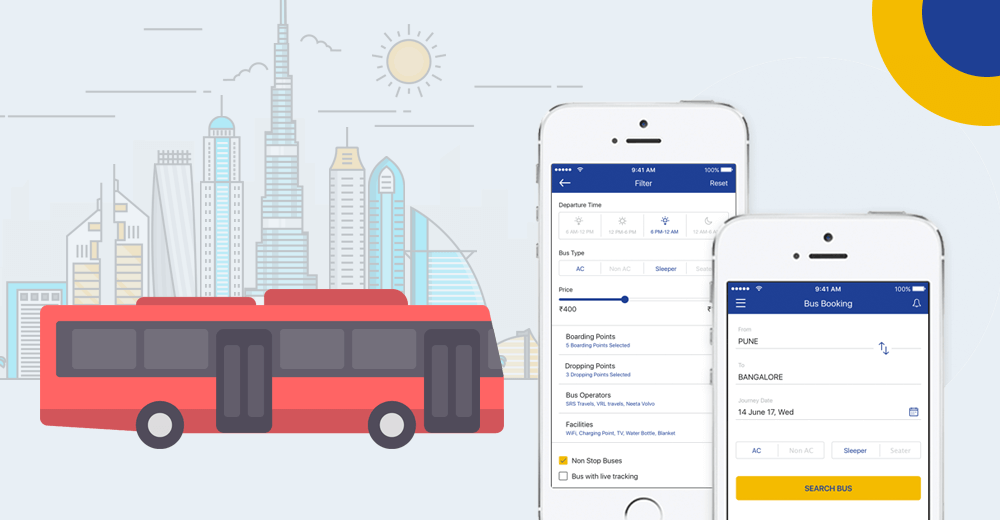 9:41 AM 100%
Filter Reset
Departure Time
6 AM-12 PM 12 PM-6 PM 6 PM-12 AM 12 AM-6
Bus Type
AC Non AC Sleeper Seate
Price
₹400 ₹
Boarding Points
5 Boarding Points Selected
Dropping Points
3 Dropping Points Selected
Bus Operators
SRS Travels, VRL travels, Neeta Volvo
Facilities
WiFi, Charging Point, TV, Water Bottle, Blanket
Non Stop Buses
Bus with live tracking
9:41 AM 100%
Bus Booking
From
PUNE
To
BANGALORE
Journey Date
14 June 17, Wed
AC Non AC Sleeper Seater
SEARCH BUS